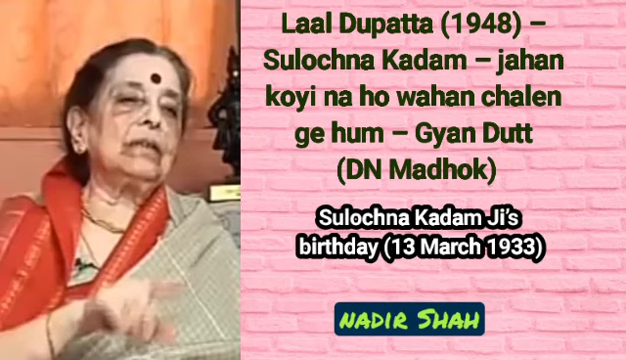 Laal Dupatta (1948) –
Sulochna Kadam – jahan
koyi na ho wahan chalen
ge hum – Gyan Dutt
(DN Madhok)
Sulochna Kadam Ji's
birthday (13 March 1933)
NADIR SHAH